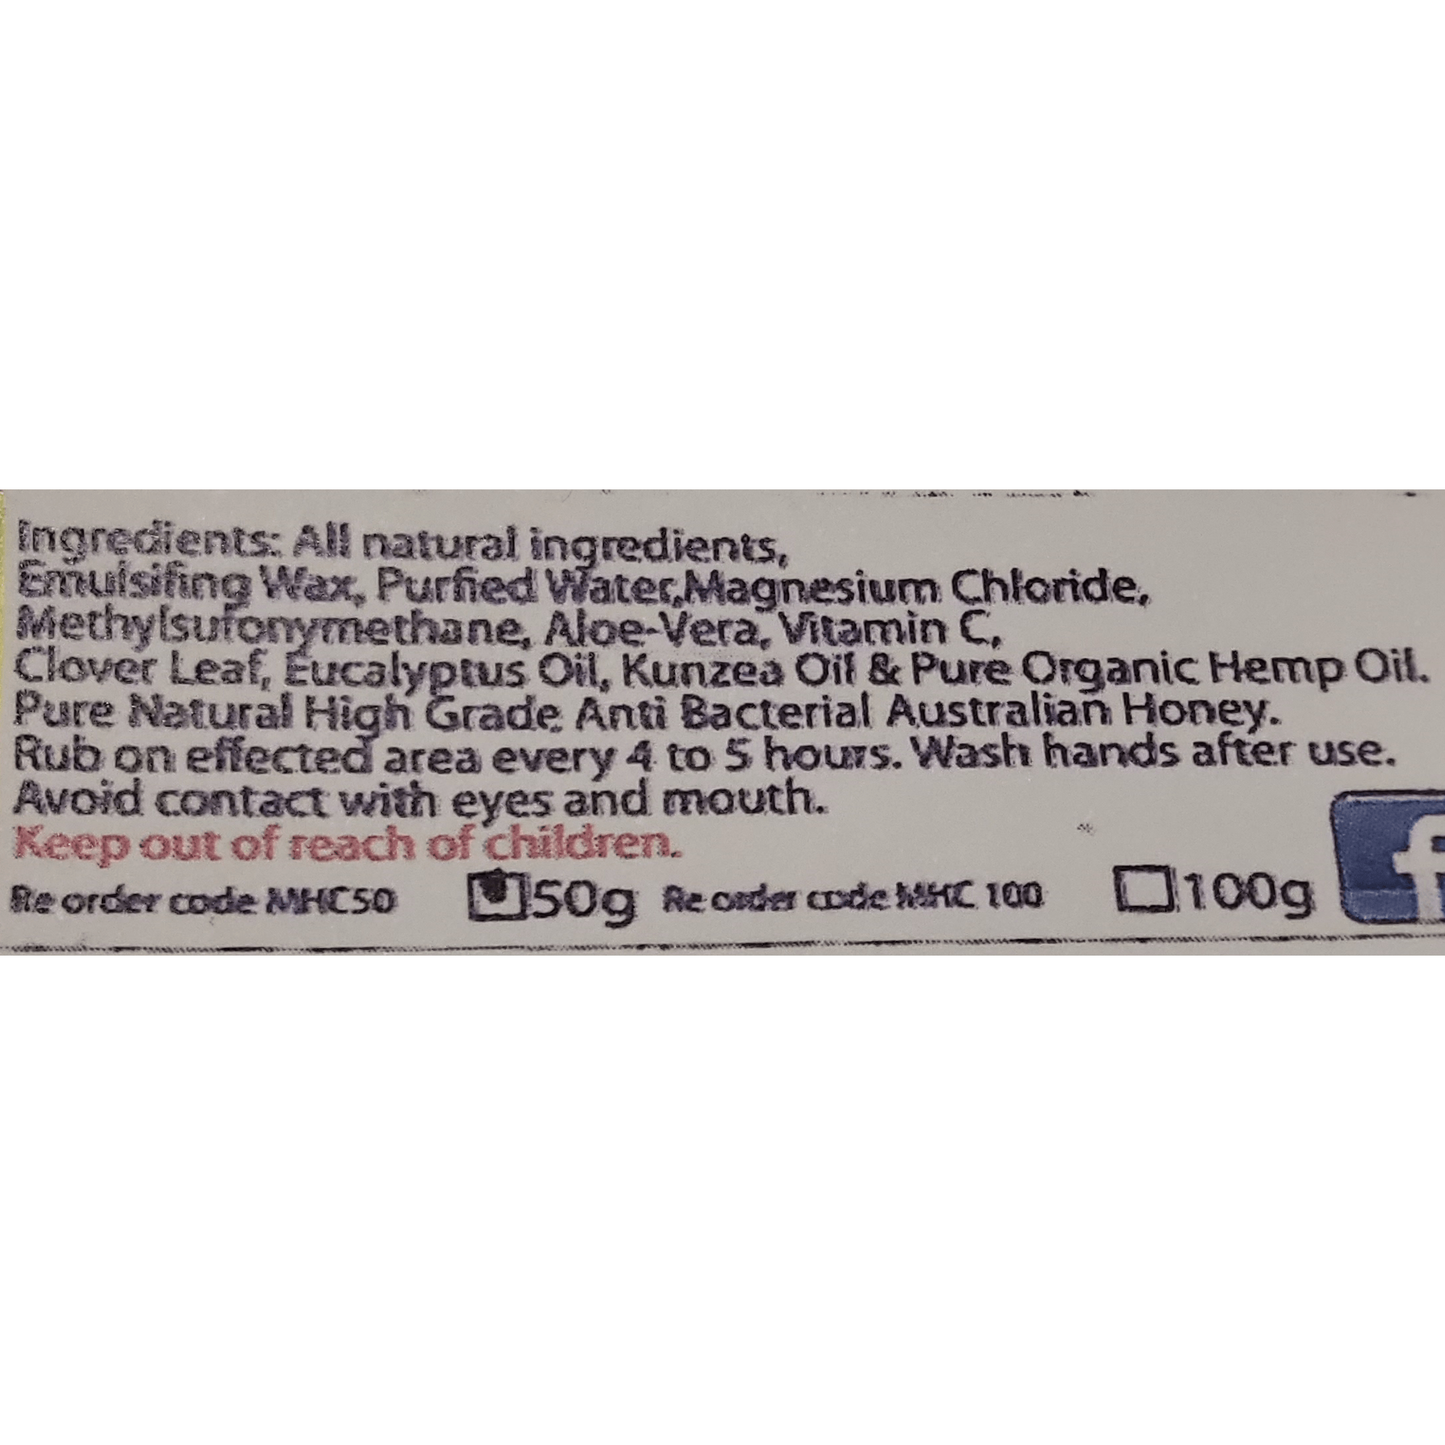 Ingredients: All natural ingredients,
Emulsifing Wax, Purfied Water,Magnesium Chloride,
Methylsufonymethane, Aloe-Vera, Vitamin C,
Clover Leaf, Eucalyptus Oil, Kunzea Oil & Pure Organic Hemp Oil.
Pure Natural High Grade Anti Bacterial Australian Honey.
Rub on effected area every 4 to 5 hours. Wash hands after use.
Avoid contact with eyes and mouth.
Keep out of reach of children.
Re order code MHC50 50g Re order code MHC 100 100g f